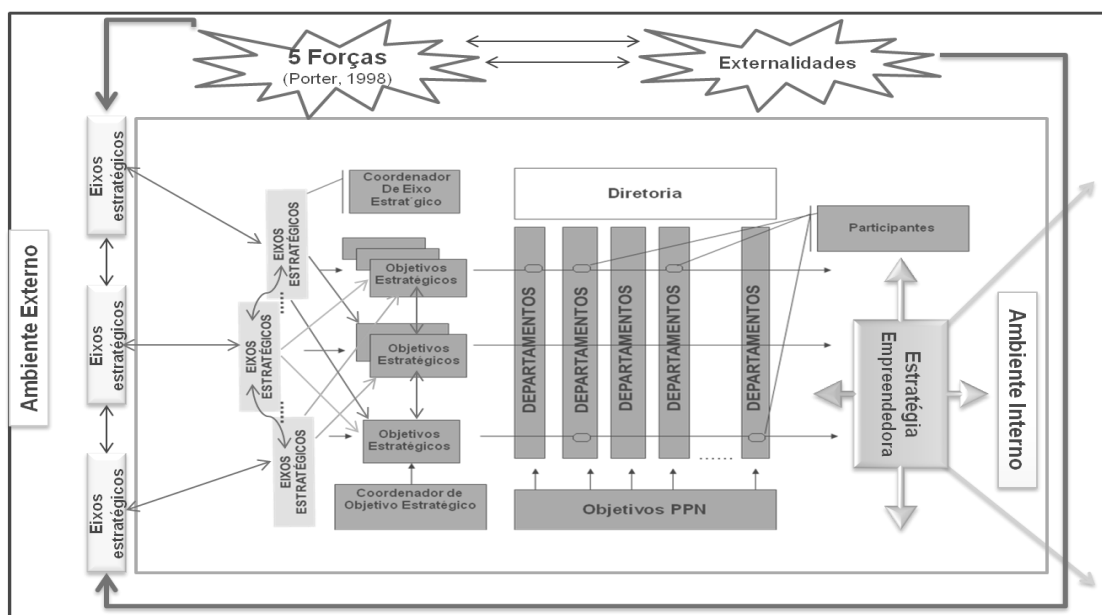 5 Forças
(Porter, 1998)
Externalidades
Ambiente Externo
Eixos
estratégicos
Eixos
estratégicos
Eixos
estratégicos
EIXOS
ESTRATÉGICOS
EIXOS
ESTRATÉGICOS
EIXOS
ESTRATÉGICOS
Coordenador
De Eixo
Estratégico
Objetivos
Estratégicos
Objetivos
Estratégicos
Objetivos
Estratégicos
Coordenador de
Objetivo Estratégico
Diretoria
DEPARTAMENTOS
DEPARTAMENTOS
DEPARTAMENTOS
DEPARTAMENTOS
DEPARTAMENTOS
Objetivos PPN
Participantes
Estratégia
Empreendedora
Ambiente Interno